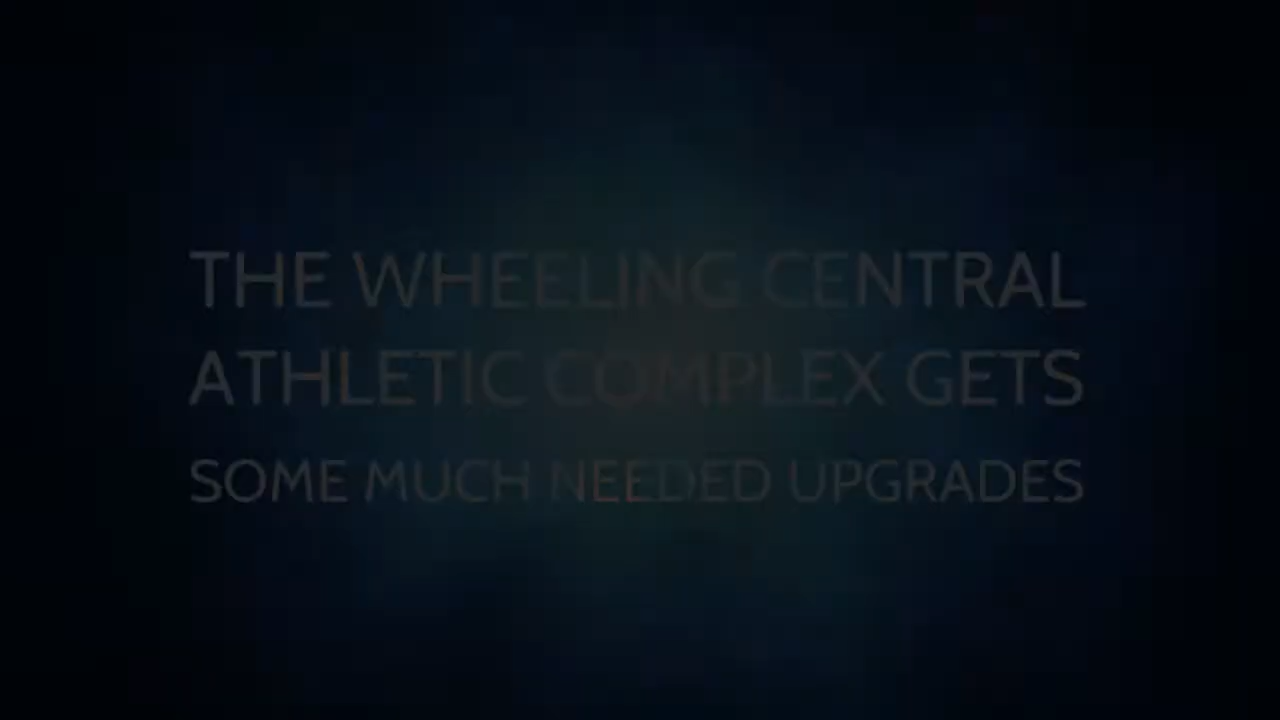 THE WHEELING CENTRAL
ATHLETIC COMPLEX GETS
SOME MUCH NEEDED UPGRADES